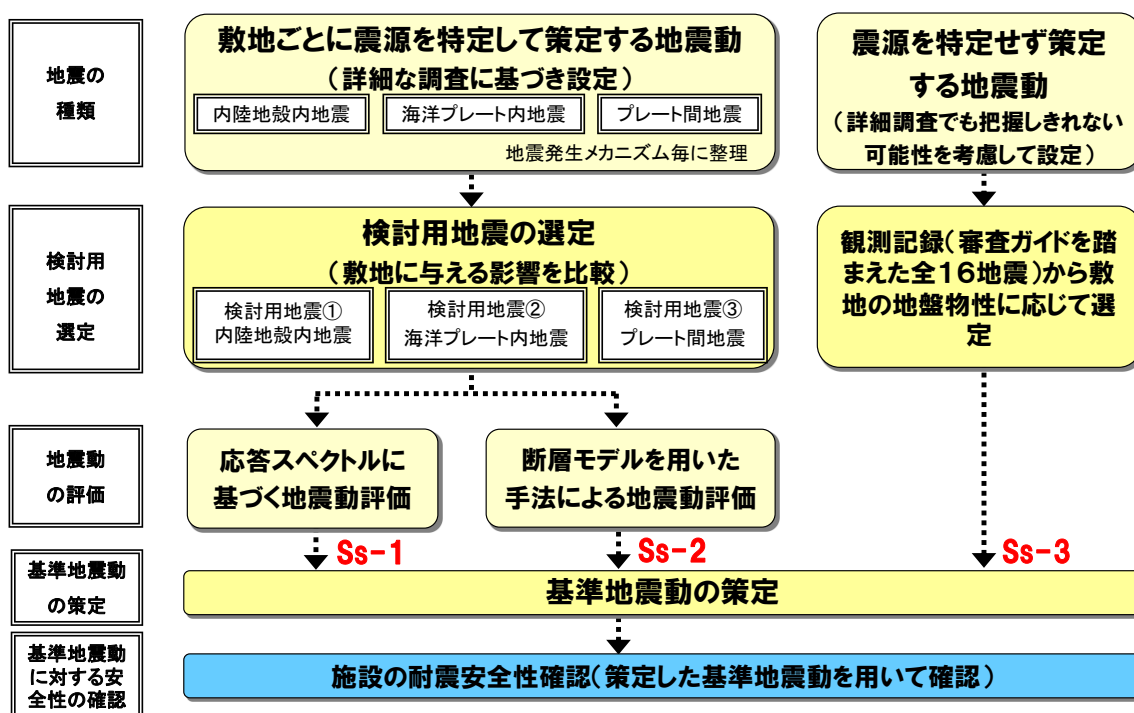 地震の
種類
敷地ごとに震源を特定して策定する地震動
(詳細な調査に基づき設定)
内陸地殻内地震
海洋プレート内地震
プレート間地震
地震発生メカニズム毎に整理
震源を特定せず策定
する地震動
(詳細調査でも把握しきれない
可能性を考慮して設定)
検討用
地震の
選定
検討用地震の選定
(敷地に与える影響を比較)
検討用地震①
内陸地殻内地震
検討用地震②
海洋プレート内地震
検討用地震③
プレート間地震
観測記録(審査ガイドを踏
まえた全16地震)から敷
地の地盤物性に応じて選
定
地震動
の評価
応答スペクトルに
基づく地震動評価
断層モデルを用いた
手法による地震動評価
Ss-1
Ss-2
Ss-3
基準地震動
の策定
基準地震動の策定
基準地震動
に対する安
全性の確認
施設の耐震安全性確認(策定した基準地震動を用いて確認)